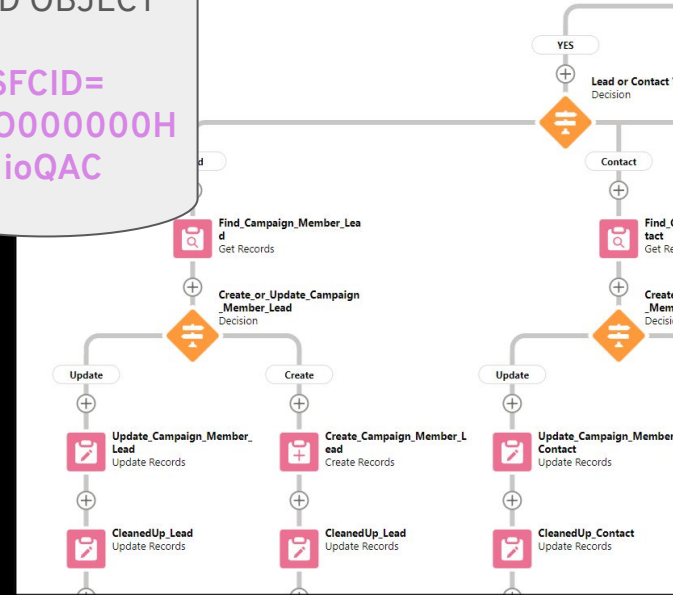 D OBJECT
SFCID=
O000000H
ioQAC
YES
Lead or Contact
Decision
d
Contact
Find_Campaign_Member_Lea
d
Get Records
Find_C
tact
Get Re
Create_or_Update_Campaign
_Member_Lead
Decision
Create
_Mem
Decisi
Update
Create
Update
Update_Campaign_Member_
Lead
Update Records
Create_Campaign_Member_L
ead
Create Records
Update_Campaign_Member
Contact
Update Records
CleanedUp_Lead
Update Records
CleanedUp_Lead
Update Records
CleanedUp_Contact
Update Records